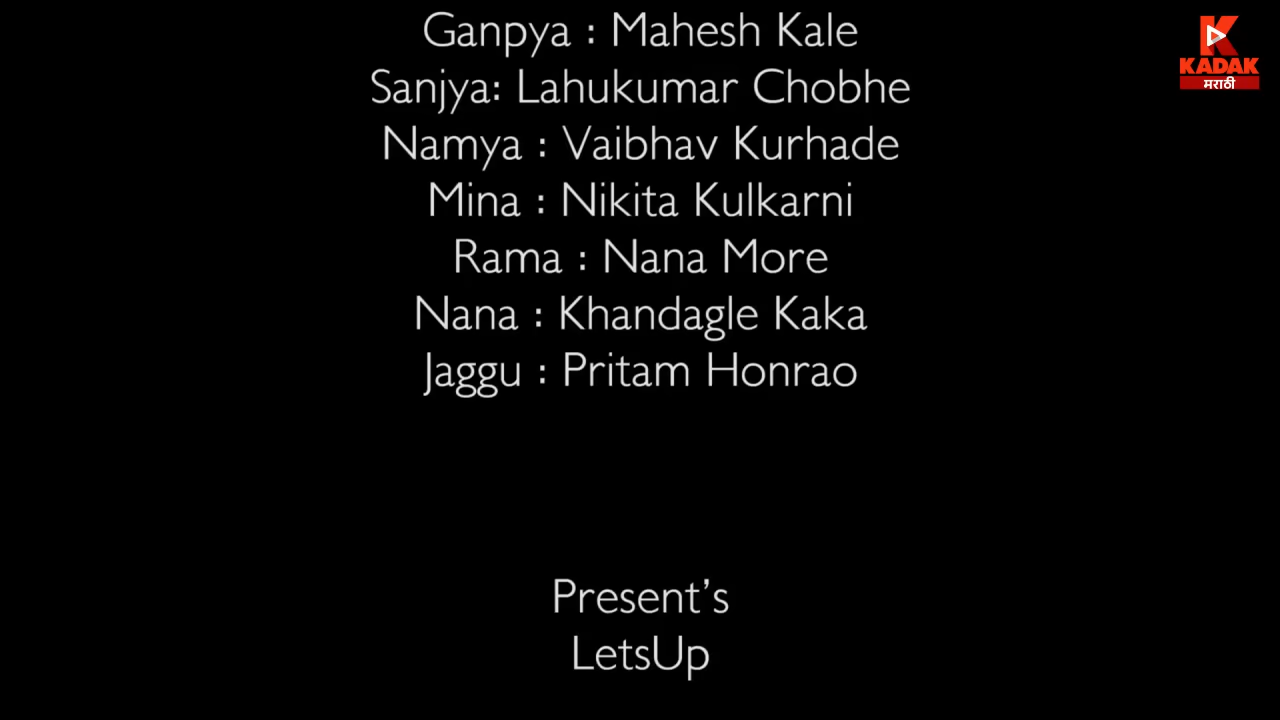 Ganpya : Mahesh Kale
Sanjya: Lahukumar Chobhe
Namya : Vaibhav Kurhade
Mina : Nikita Kulkarni
Rama : Nana More
Nana : Khandagle Kaka
Jaggu : Pritam Honrao
Present’s
LetsUp
K
KADAK
मराठी